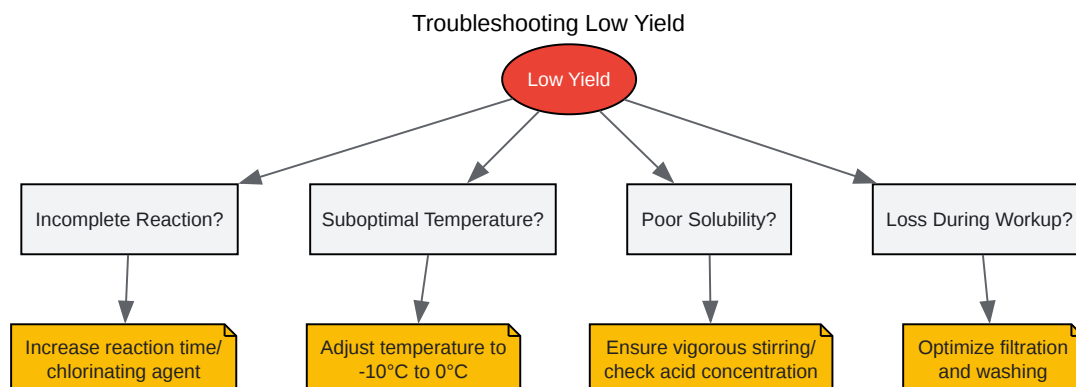 Troubleshooting Low Yield
Low Yield
Incomplete Reaction?
Suboptimal Temperature?
Poor Solubility?
Loss During Workup?
Increase reaction time/
chlorinating agent
Adjust temperature to
-10°C to 0°C
Ensure vigorous stirring/
check acid concentration
Optimize filtration
and washing